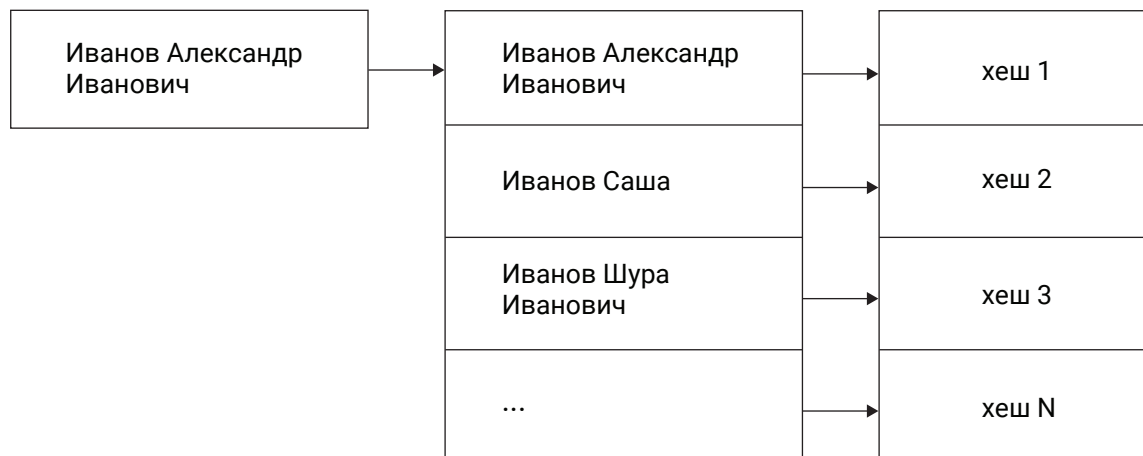 Иванов Александр
Иванович
Иванов Александр
Иванович
хеш 1
Иванов Саша
хеш 2
Иванов Шура
Иванович
хеш 3
...
хеш N